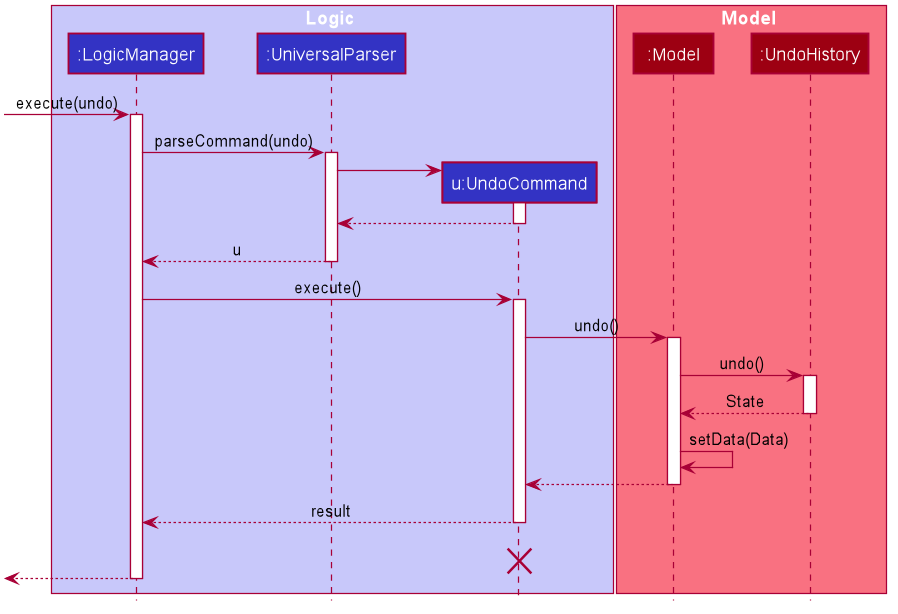 Logic
Model
:LogicManager
:UniversalParser
:Model
:UndoHistory
execute(undo)
parseCommand(undo)
u:UndoCommand
u
execute()
undo()
undo()
State
setData(Data)
result